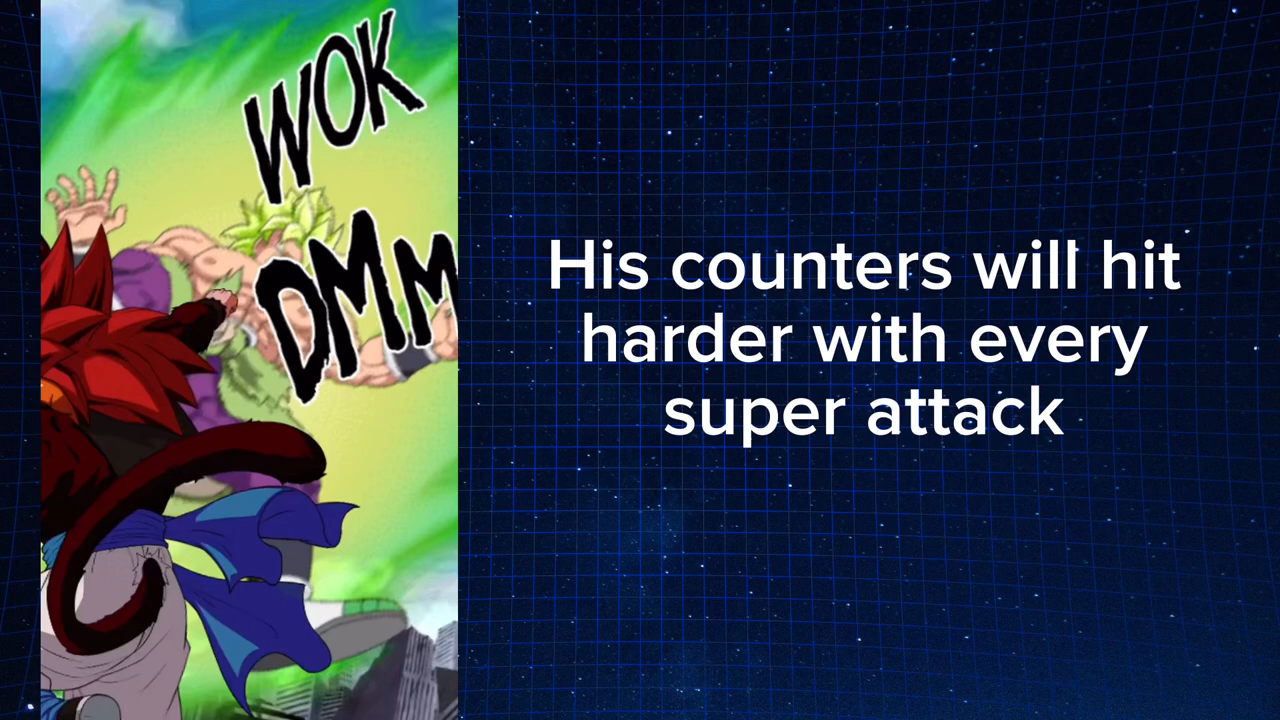 WOK
DMM
His counters will hit
harder with every
super attack